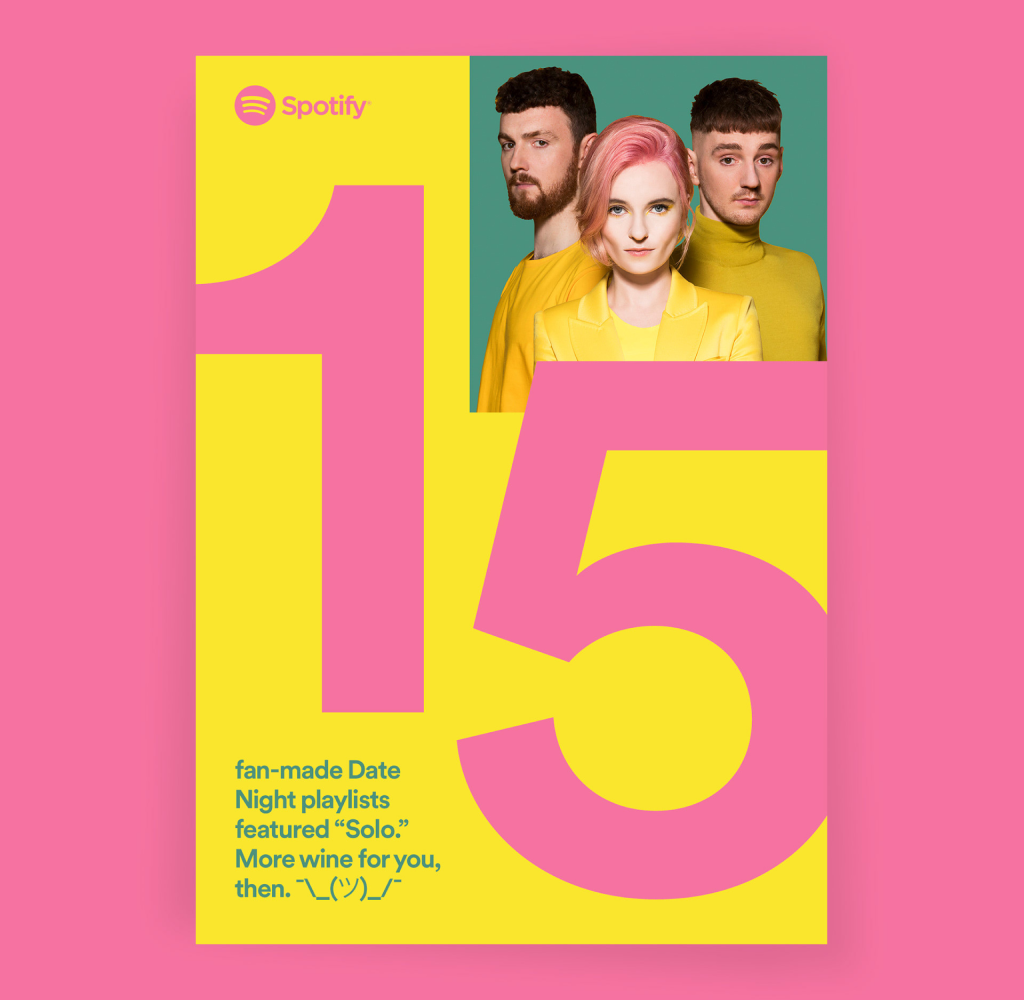 Spotify®
15
fan-made Date
Night playlists
featured “Solo.”
More wine for you,
then. ¯\_(ツ)_/¯